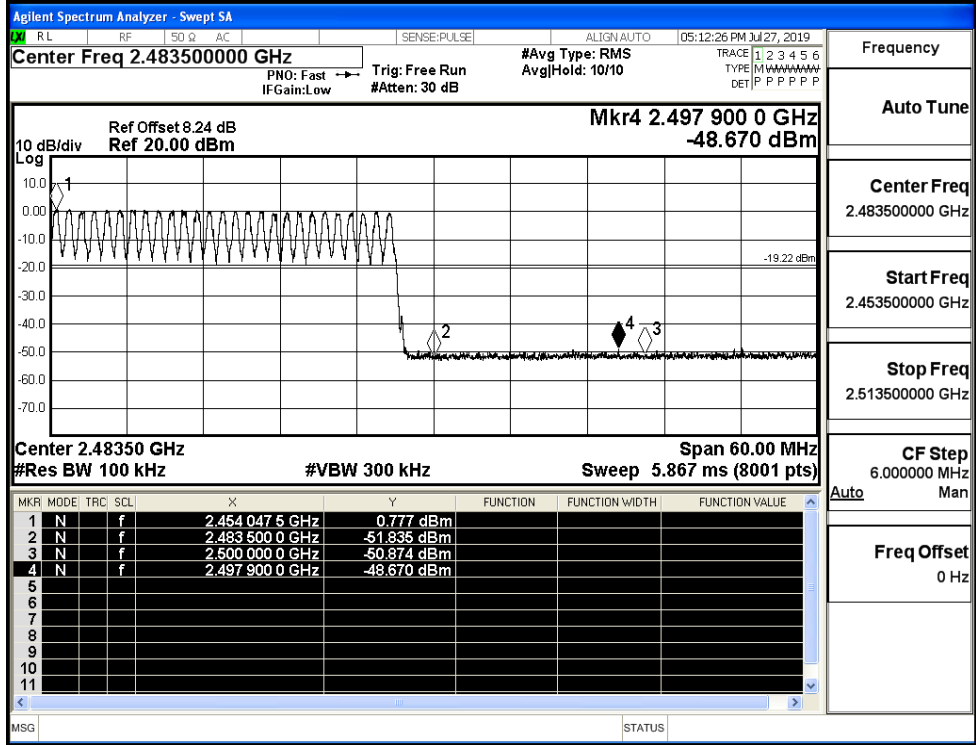 Agilent Spectrum Analyzer - Swept SA
LXI RL RF 50 Ω AC SENSE:PULSE ALIGN AUTO 05:12:26 PM Jul 27, 2019
Center Freq 2.483500000 GHz
PNO: Fast
IFGain:Low
Trig: Free Run
#Atten: 30 dB
#Avg Type: RMS
Avg|Hold: 10/10
TRACE 1 2 3 4 5 6
TYPE M W W W W W
DET P P P P P P
Ref Offset 8.24 dB
10 dB/div Ref 20.00 dBm
Log
Mkr4 2.497 900 0 GHz
-48.670 dBm
10.0
0.00
-10.0
-20.0
-30.0
-40.0
-50.0
-60.0
-70.0
1
2
4
3
-19.22 dBm
Center 2.48350 GHz Span 60.00 MHz
#Res BW 100 kHz #VBW 300 kHz Sweep 5.867 ms (8001 pts)
MKR MODE TRC SCL X Y FUNCTION FUNCTION WIDTH FUNCTION VALUE
1 N f 2.454 047 5 GHz 0.777 dBm
2 N f 2.483 500 0 GHz -51.835 dBm
3 N f 2.500 000 0 GHz -50.874 dBm
4 N f 2.497 900 0 GHz -48.670 dBm
5
6
7
8
9
10
11
MSG STATUS
Frequency
Auto Tune
Center Freq
2.483500000 GHz
Start Freq
2.453500000 GHz
Stop Freq
2.513500000 GHz
CF Step
6.000000 MHz
Auto Man
Freq Offset
0 Hz